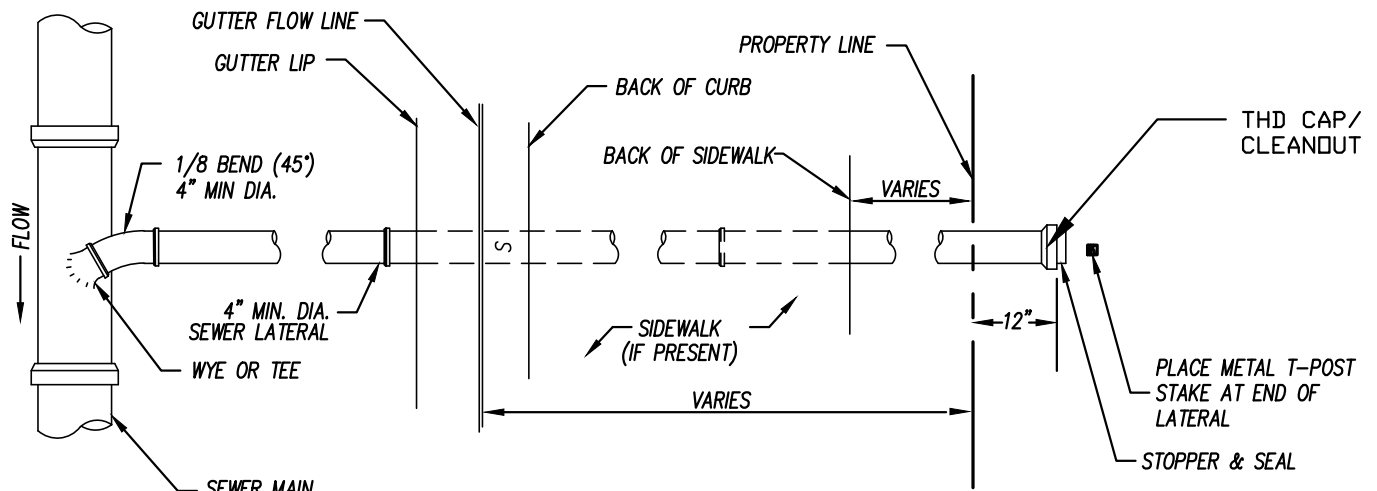 GUTTER FLOW LINE
GUTTER LIP
PROPERTY LINE
BACK OF CURB
THD CAP/
CLEANOUT
1/8 BEND (45°)
4" MIN DIA.
BACK OF SIDEWALK
VARIES
FLOW
S
4" MIN. DIA.
SEWER LATERAL
SIDEWALK
(IF PRESENT)
12"
WYE OR TEE
PLACE METAL T-POST
STAKE AT END OF
LATERAL
VARIES
STOPPER & SEAL
SEWER MAIN